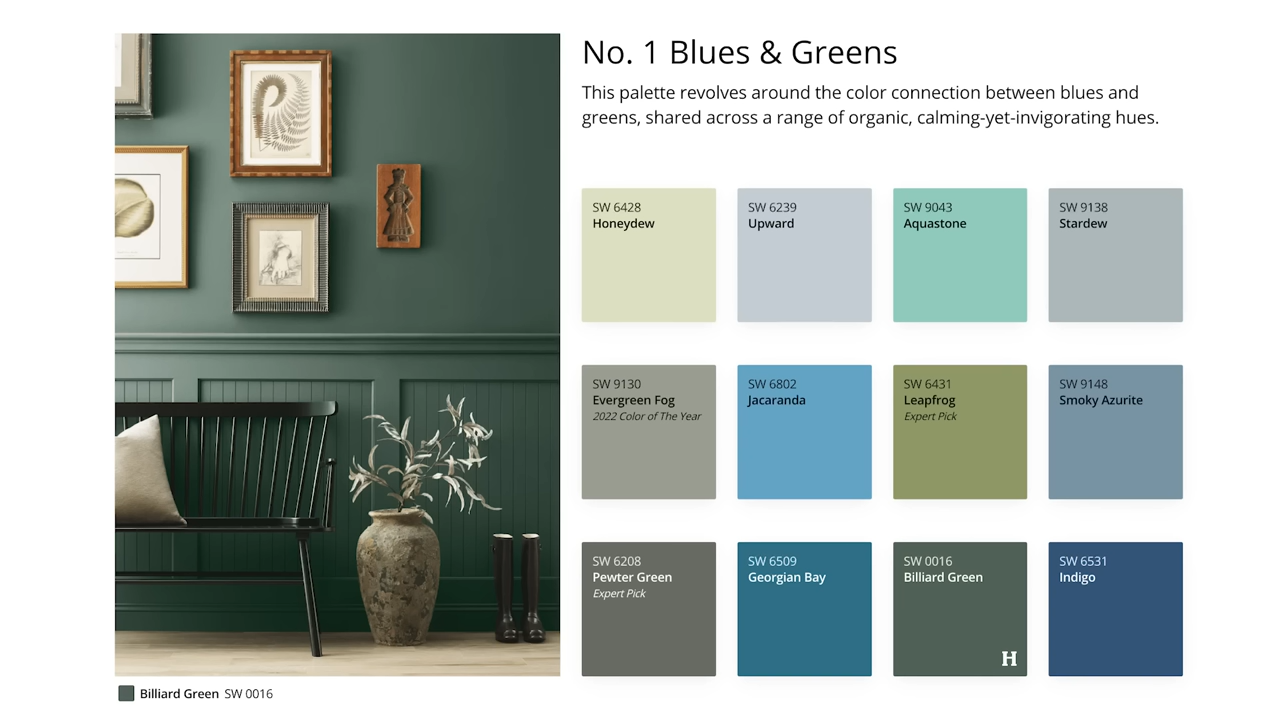 No. 1 Blues & Greens
This palette revolves around the color connection between blues and
greens, shared across a range of organic, calming-yet-invigorating hues.
SW 6428
Honeydew
SW 6239
Upward
SW 9043
Aquastone
SW 9138
Stardew
SW 9130
Evergreen Fog
2022 Color of The Year
SW 6802
Jacaranda
SW 6431
Leapfrog
Expert Pick
SW 9148
Smoky Azurite
SW 6208
Pewter Green
Expert Pick
SW 6509
Georgian Bay
SW 0016
Billiard Green
H
SW 6531
Indigo
Billiard Green SW 0016